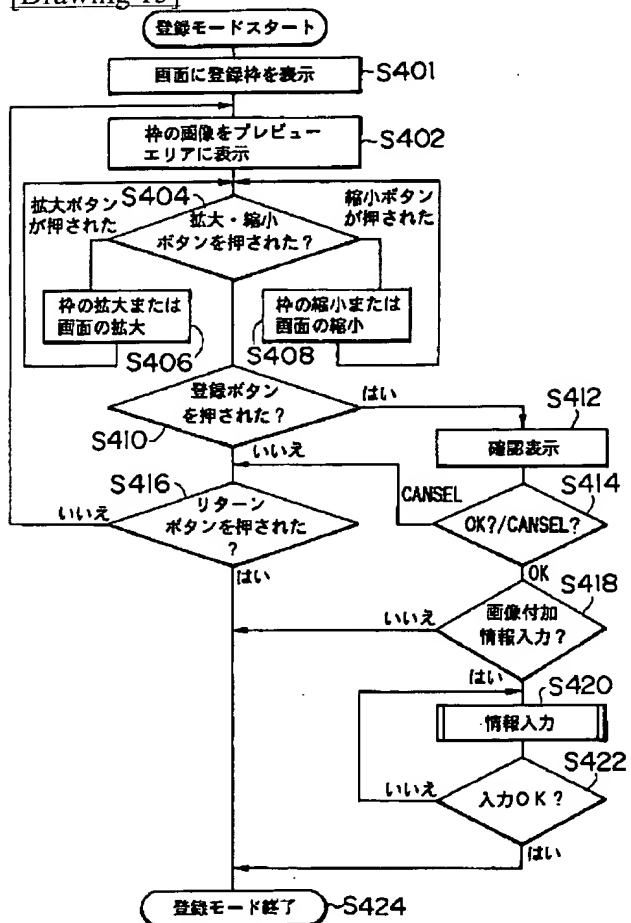 [Drawing 15]
登録モードスタート
画面に登録枠を表示
S401
枠の画像をプレビュー
エリアに表示
S402
S404
拡大ボタン
が押された
縮小ボタン
が押された
拡大・縮小
ボタンを押された?
枠の拡大または
画面の拡大
S406
枠の縮小または
画面の縮小
S408
登録ボタン
を押された?
S410
はい
いいえ
S412
確認表示
S414
CANSEL
OK?/CANSEL?
OK
S416
いいえ
リターン
ボタンを押された
?
はい
S418
いいえ
画像付加
情報入力?
はい
S420
情報入力
S422
いいえ
入力OK?
はい
登録モード終了
S424